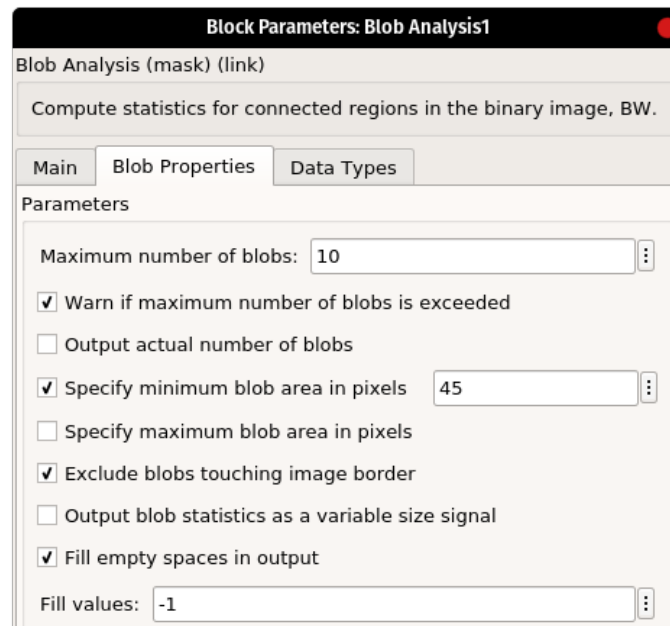 Block Parameters: Blob Analysis1
Blob Analysis (mask) (link)
Compute statistics for connected regions in the binary image, BW.
Main Blob Properties Data Types
Parameters
Maximum number of blobs: 10
Warn if maximum number of blobs is exceeded
Output actual number of blobs
Specify minimum blob area in pixels 45
Specify maximum blob area in pixels
Exclude blobs touching image border
Output blob statistics as a variable size signal
Fill empty spaces in output
Fill values: -1